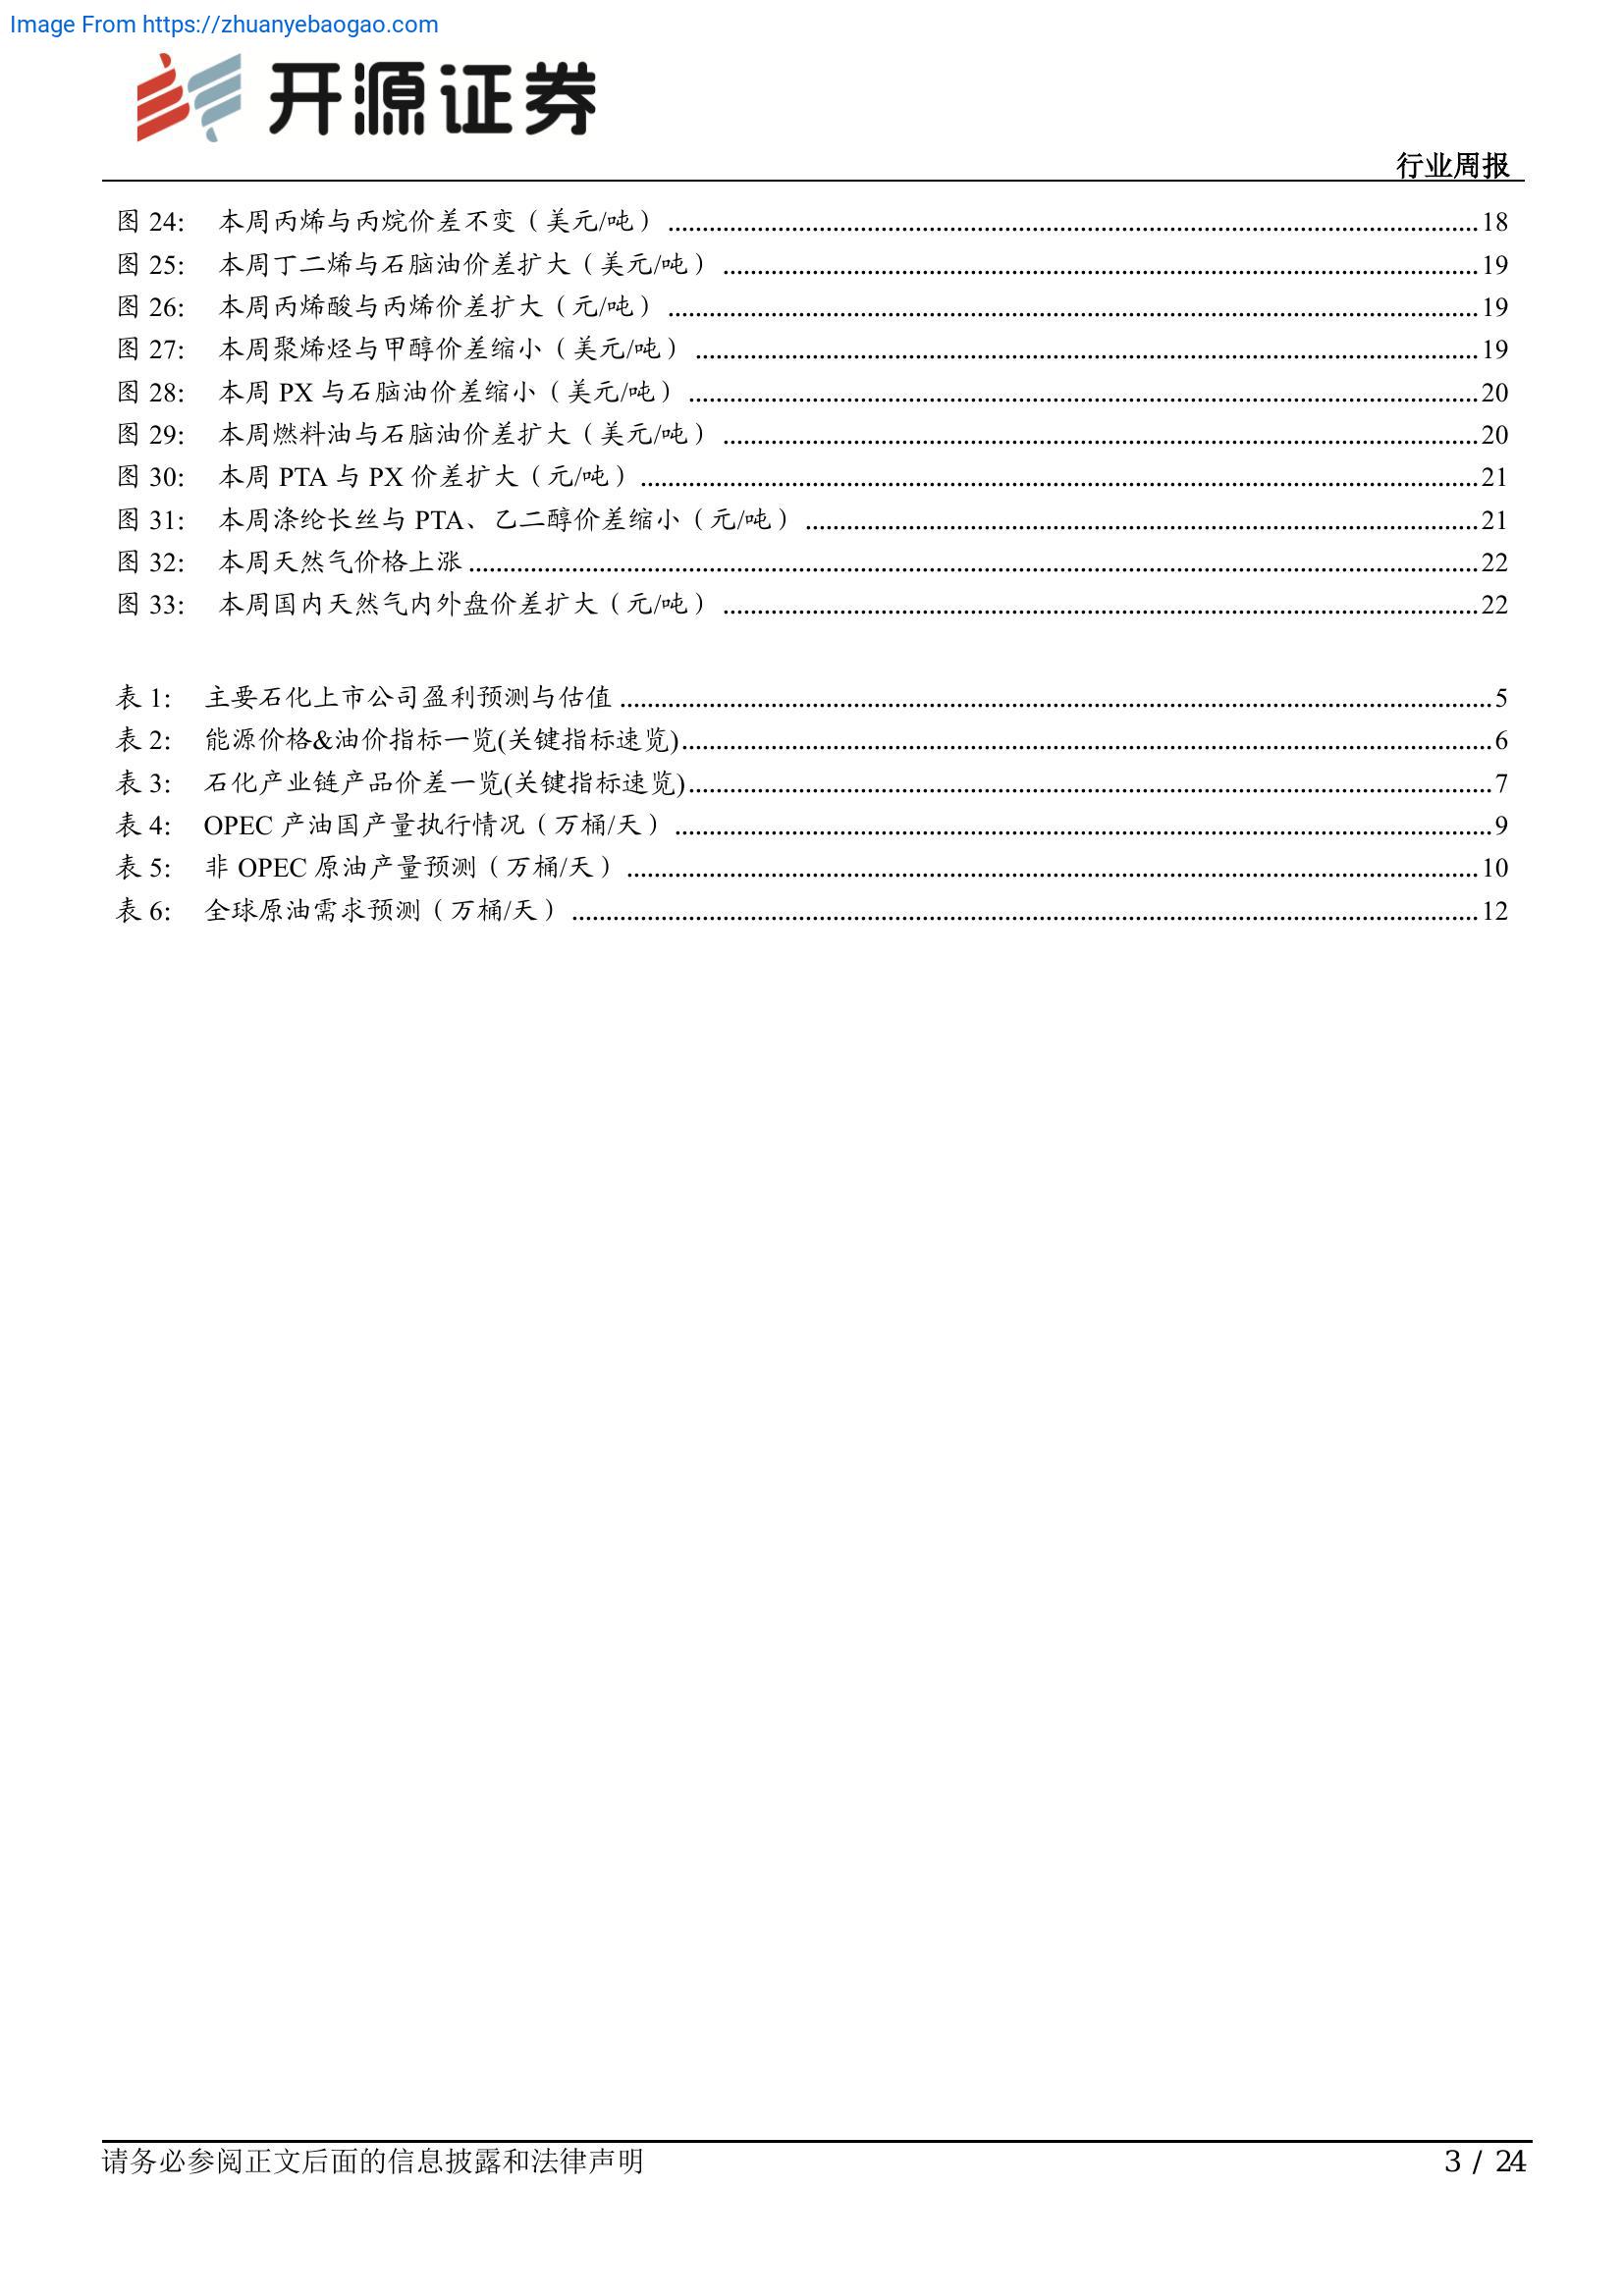 Image From https://zhuanyebaogao.com
开源证券
行业周报
图 24: 本周丙烯与丙烷价差不变（美元/吨） ........ 18
图 25: 本周丁二烯与石脑油价差扩大（美元/吨） ........ 19
图 26: 本周丙烯酸与丙烯价差扩大（元/吨） ........ 19
图 27: 本周聚烯烃与甲醇价差缩小（美元/吨） ........ 19
图 28: 本周 PX 与石脑油价差缩小（美元/吨） ........ 20
图 29: 本周燃料油与石脑油价差扩大（美元/吨） ........ 20
图 30: 本周 PTA 与 PX 价差扩大（元/吨） ........ 21
图 31: 本周涤纶长丝与 PTA、乙二醇价差缩小（元/吨） ........ 21
图 32: 本周天然气价格上涨 ........ 22
图 33: 本周国内天然气内外盘价差扩大（元/吨） ........ 22
表 1: 主要石化上市公司盈利预测与估值 ........ 5
表 2: 能源价格&油价指标一览(关键指标速览) ........ 6
表 3: 石化产业链产品价差一览(关键指标速览) ........ 7
表 4: OPEC 产油国产量执行情况（万桶/天） ........ 9
表 5: 非 OPEC 原油产量预测（万桶/天） ........ 10
表 6: 全球原油需求预测（万桶/天） ........ 12
请务必参阅正文后面的信息披露和法律声明 3 / 24